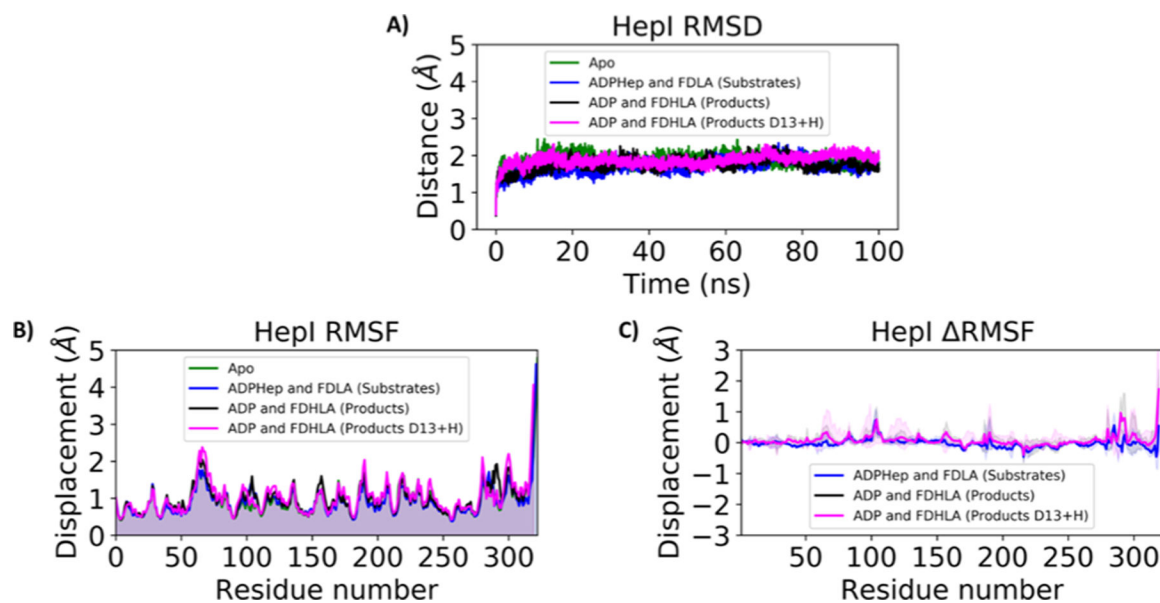 A)
HepI RMSD
Distance (Å)
5
4
3
2
1
0
Apo
ADPHep and FDLA (Substrates)
ADP and FDHLA (Products)
ADP and FDHLA (Products D13+H)
0 20 40 60 80 100
Time (ns)
B)
HepI RMSF
Displacement (Å)
5
4
3
2
1
0
Apo
ADPHep and FDLA (Substrates)
ADP and FDHLA (Products)
ADP and FDHLA (Products D13+H)
0 50 100 150 200 250 300
Residue number
C)
HepI ΔRMSF
Displacement (Å)
3
2
1
0
−1
−2
−3
ADPHep and FDLA (Substrates)
ADP and FDHLA (Products)
ADP and FDHLA (Products D13+H)
50 100 150 200 250 300
Residue number